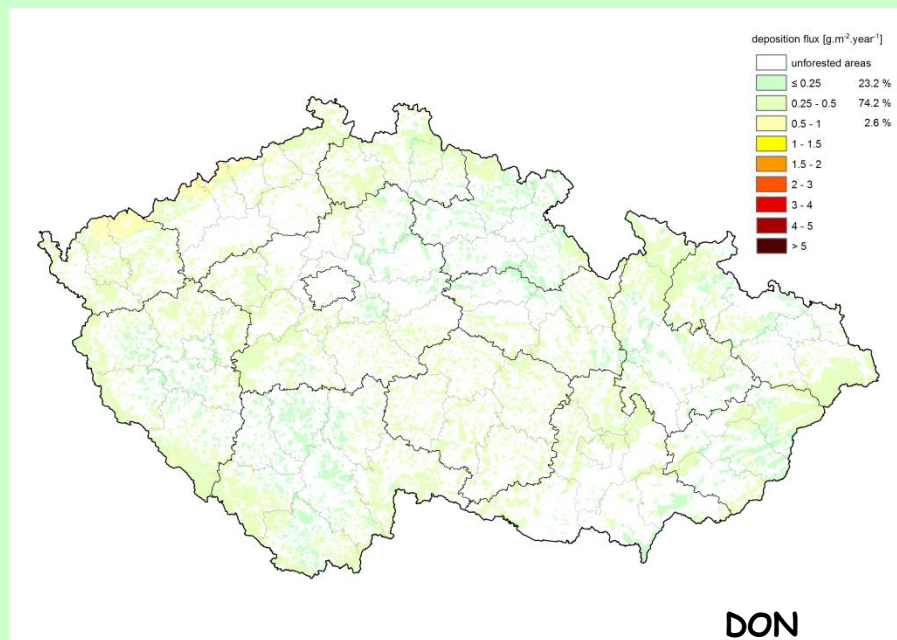 deposition flux [g.m⁻².year⁻¹]
unforested areas
≤ 0.25 23.2 %
0.25 - 0.5 74.2 %
0.5 - 1 2.6 %
1 - 1.5
1.5 - 2
2 - 3
3 - 4
4 - 5
> 5
DON